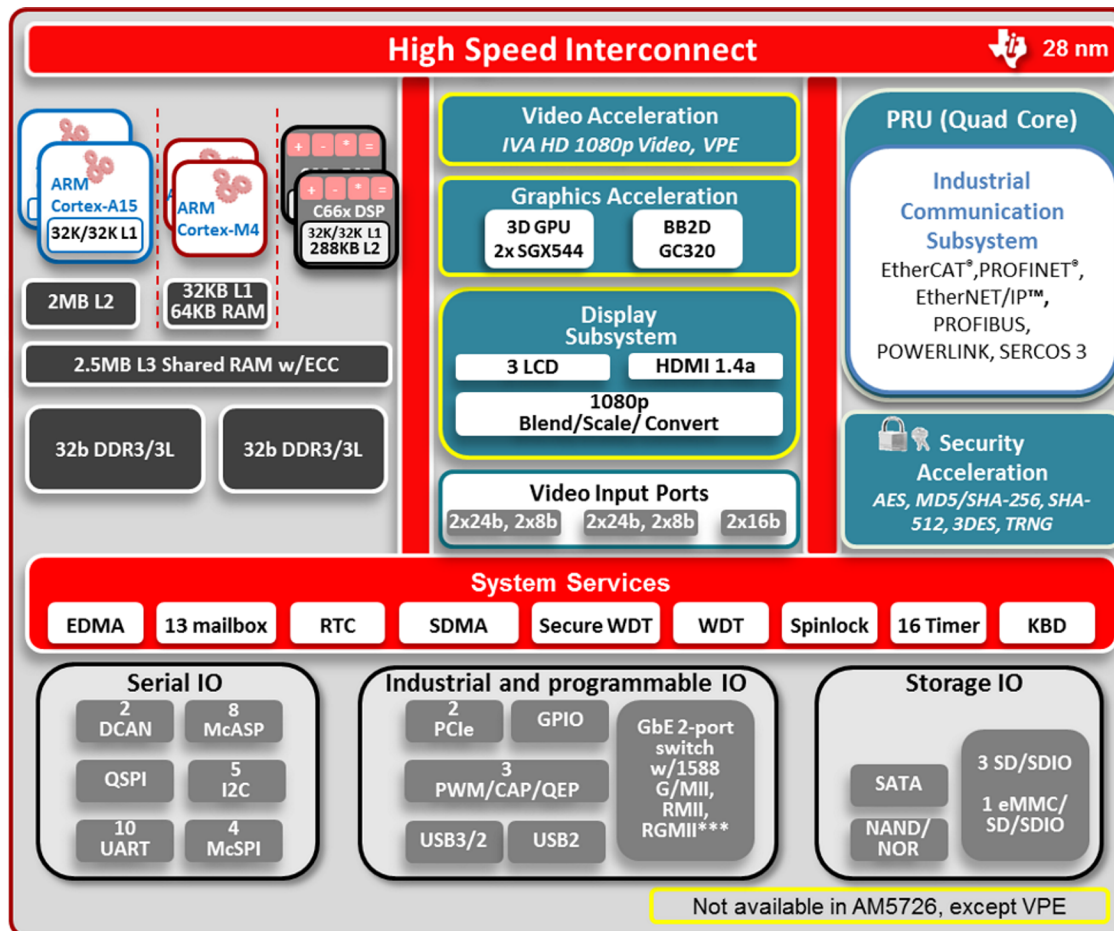 High Speed Interconnect
28 nm
ARM
Cortex-A15
32K/32K L1
ARM
Cortex-M4
+ - * =
+ - * =
C66x DSP
32K/32K L1
288KB L2
2MB L2
32KB L1
64KB RAM
2.5MB L3 Shared RAM w/ECC
32b DDR3/3L
32b DDR3/3L
Video Acceleration
IVA HD 1080p Video, VPE
Graphics Acceleration
3D GPU
2x SGX544
BB2D
GC320
Display
Subsystem
3 LCD
HDMI 1.4a
1080p
Blend/Scale/ Convert
Video Input Ports
2x24b, 2x8b
2x24b, 2x8b
2x16b
PRU (Quad Core)
Industrial
Communication
Subsystem
EtherCAT®,PROFINET®,
EtherNET/IP™,
PROFIBUS,
POWERLINK, SERCOS 3
Security
Acceleration
AES, MD5/SHA-256, SHA-
512, 3DES, TRNG
System Services
EDMA
13 mailbox
RTC
SDMA
Secure WDT
WDT
Spinlock
16 Timer
KBD
Serial IO
2
DCAN
8
McASP
QSPI
5
I2C
10
UART
4
McSPI
Industrial and programmable IO
2
PCIe
GPIO
3
PWM/CAP/QEP
USB3/2
USB2
GbE 2-port
switch
w/1588
G/MII,
RMII,
RGMII***
Storage IO
SATA
NAND/
NOR
3 SD/SDIO
1 eMMC/
SD/SDIO
Not available in AM5726, except VPE